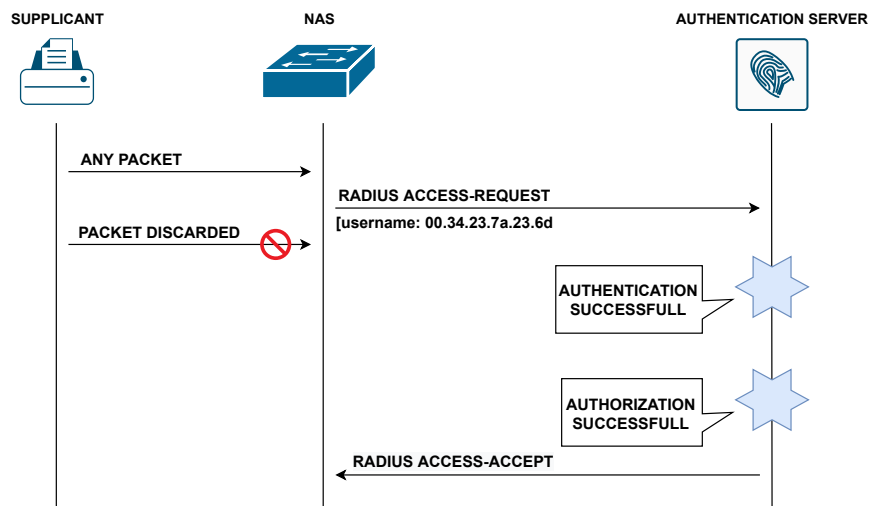 SUPPLICANT
NAS
AUTHENTICATION SERVER
ANY PACKET
RADIUS ACCESS-REQUEST
[username: 00.34.23.7a.23.6d
PACKET DISCARDED
AUTHENTICATION
SUCCESSFULL
AUTHORIZATION
SUCCESSFULL
RADIUS ACCESS-ACCEPT